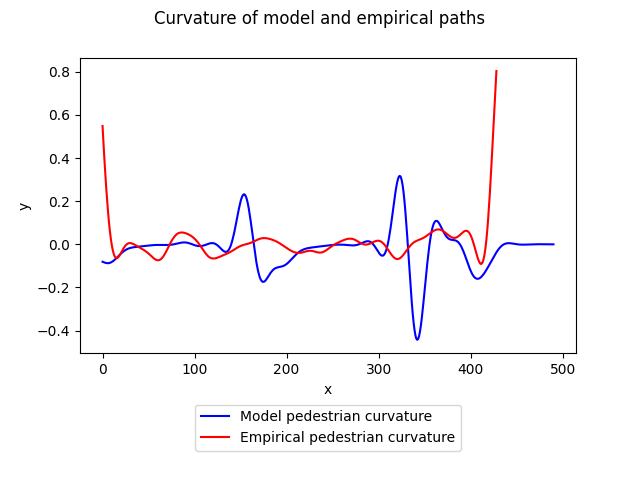 Curvature of model and empirical paths
0.8
0.6
0.4
0.2
0.0
−0.2
−0.4
y
0 100 200 300 400 500
x
Model pedestrian curvature
Empirical pedestrian curvature